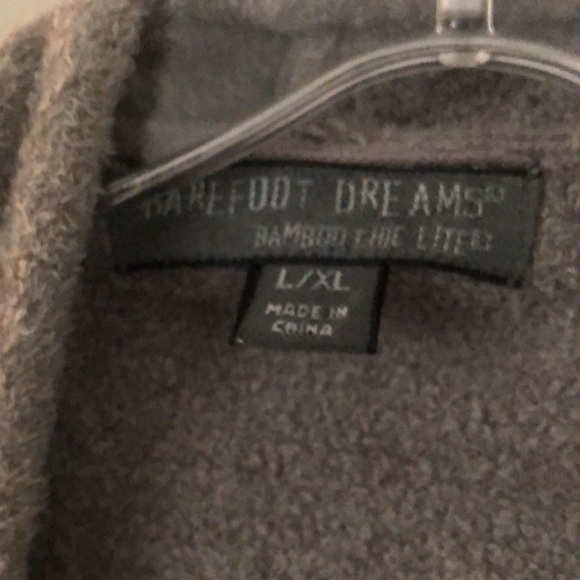 BAREFOOT DREAMS®
BAMBOO CHIC LITE®
L/XL
MADE IN
CHINA